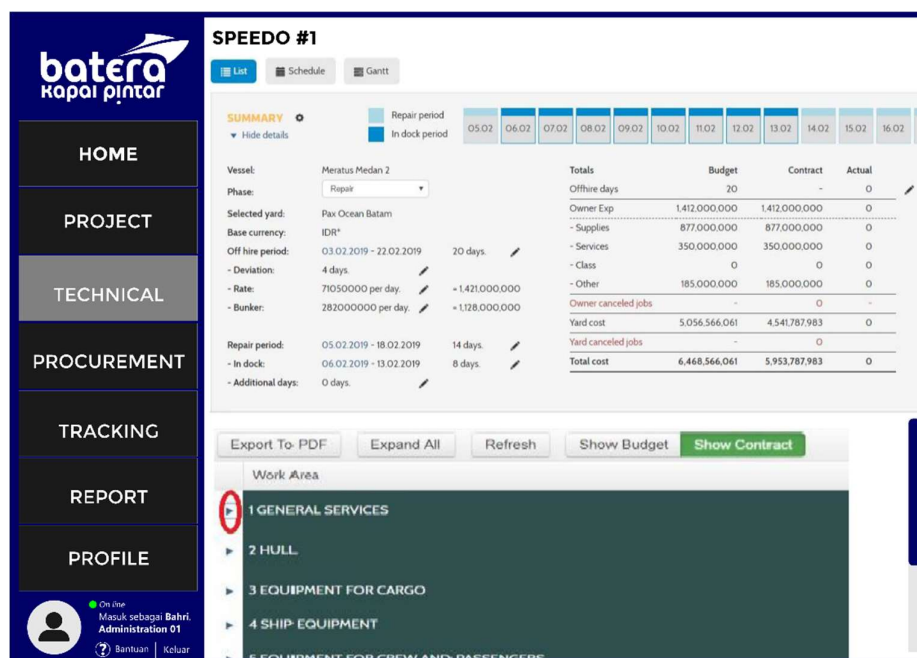 batera
kapal pintar
HOME
PROJECT
TECHNICAL
PROCUREMENT
TRACKING
REPORT
PROFILE
On line
Masuk sebagai Bahri.
Administration 01
? Bantuan | Keluar
SPEEDO #1
List Schedule Gantt
SUMMARY
Hide details
Repair period
In dock period
05.02 06.02 07.02 08.02 09.02 10.02 11.02 12.02 13.02 14.02 15.02 16.02
Vessel: Meratus Medan 2
Phase: Repair
Selected yard: Pax Ocean Batam
Base currency: IDR*
Off hire period: 03.02.2019 - 22.02.2019 20 days.
- Deviation: 4 days.
- Rate: 71050000 per day. = 1,421,000,000
- Bunker: 282000000 per day. = 1,128,000,000
Repair period: 05.02.2019 - 18.02.2019 14 days.
- In dock: 06.02.2019 - 13.02.2019 8 days.
- Additional days: 0 days.
Totals Budget Contract Actual
Offhire days 20 - 0
Owner Exp 1,412,000,000 1,412,000,000 0
- Supplies 877,000,000 877,000,000 0
- Services 350,000,000 350,000,000 0
- Class 0 0 0
- Other 185,000,000 185,000,000 0
Owner canceled jobs - 0 -
Yard cost 5,056,566,061 4,541,787,983 0
Yard canceled jobs - 0
Total cost 6,468,566,061 5,953,787,983 0
Export To PDF Expand All Refresh Show Budget Show Contract
Work Area
1 GENERAL SERVICES
2 HULL
3 EQUIPMENT FOR CARGO
4 SHIP EQUIPMENT
5 EQUIPMENT FOR CREW AND PASSENGERS